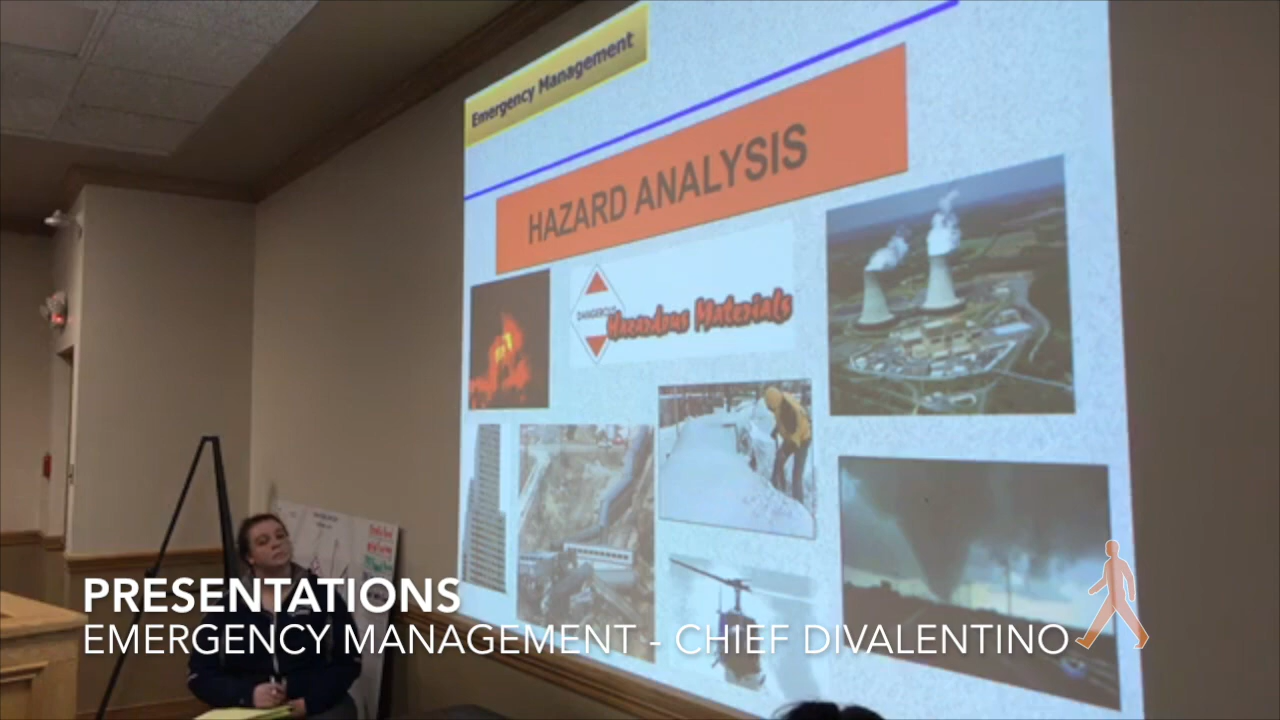 Emergency Management
HAZARD ANALYSIS
DANGEROUS
Hazardous Materials
PRESENTATIONS
EMERGENCY MANAGEMENT - CHIEF DIVALENTINO